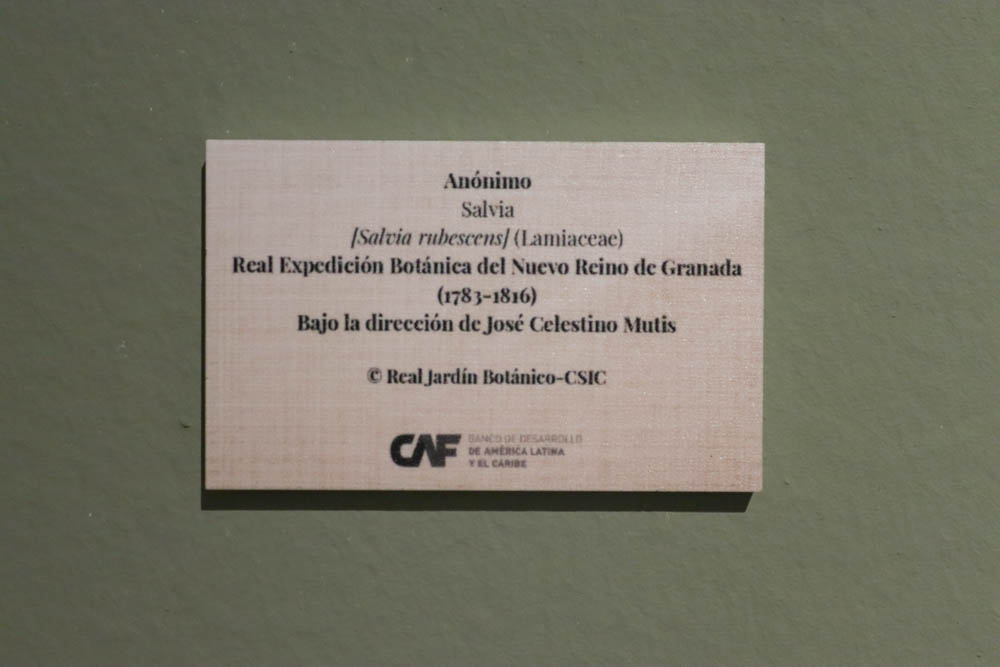 Anónimo
Salvia
[Salvia rubescens] (Lamiaceae)
Real Expedición Botánica del Nuevo Reino de Granada
(1783-1816)
Bajo la dirección de José Celestino Mutis
© Real Jardín Botánico-CSIC
CAF BANCO DE DESARROLLO
DE AMÉRICA LATINA
Y EL CARIBE